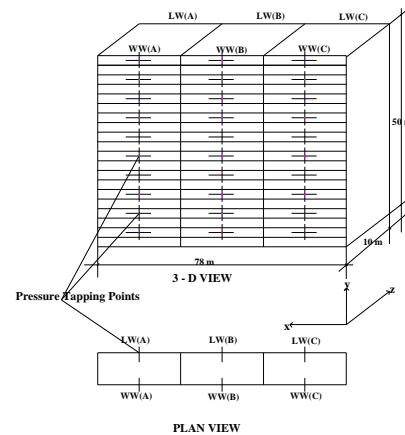 LW(A) LW(B) LW(C)
WW(A) WW(B) WW(C)
50
10 m
78 m
3 - D VIEW
Pressure Tapping Points
y
z
x
LW(A) LW(B) LW(C)
WW(A) WW(B) WW(C)
PLAN VIEW